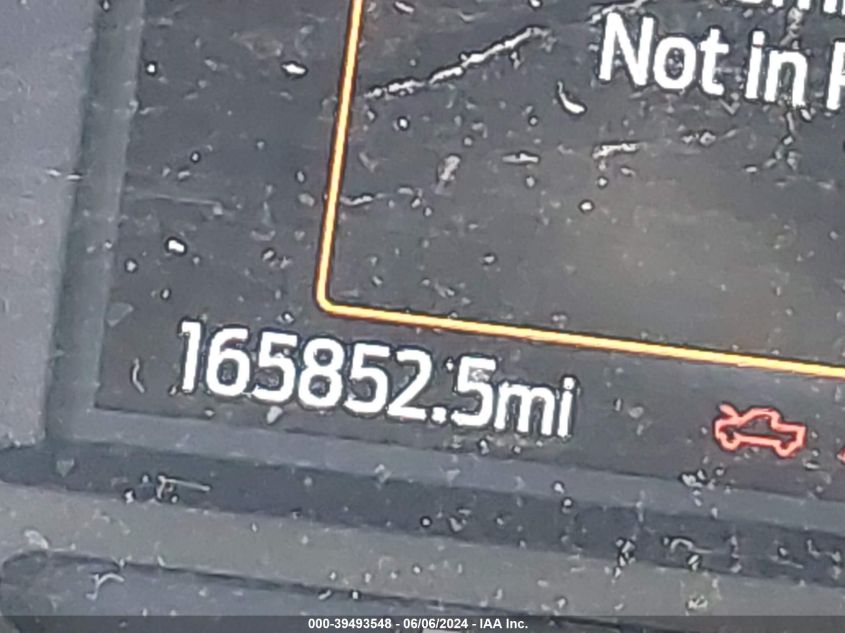 Not in
165852.5mi
000-39493548 - 06/06/2024 - IAA Inc.